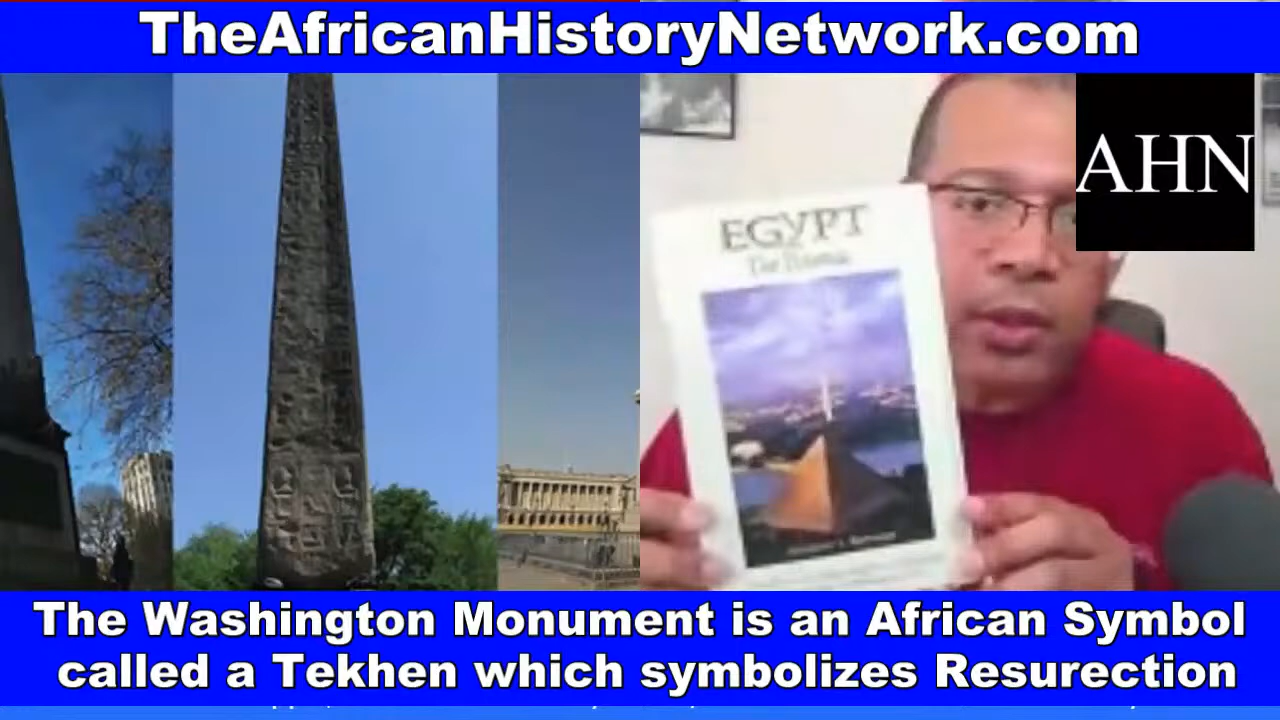 TheAfricanHistoryNetwork.com
AHN
EGYPT
The Washington Monument is an African Symbol
called a Tekhen which symbolizes Resurection